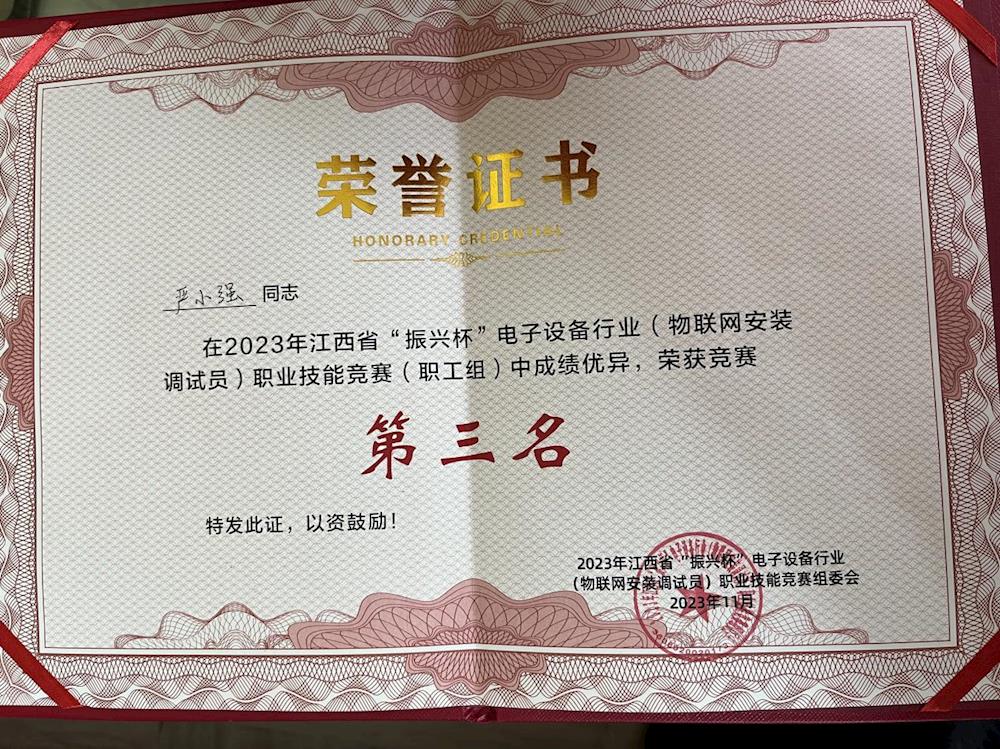 荣誉证书
HONORARY CREDENTIAL
严小强 同志
在2023年江西省“振兴杯”电子设备行业（物联网安装
调试员）职业技能竞赛（职工组）中成绩优异，荣获竞赛
第三名
特发此证，以资鼓励！
2023年江西省“振兴杯”电子设备行业
（物联网安装调试员）职业技能竞赛组委会
2023年11月